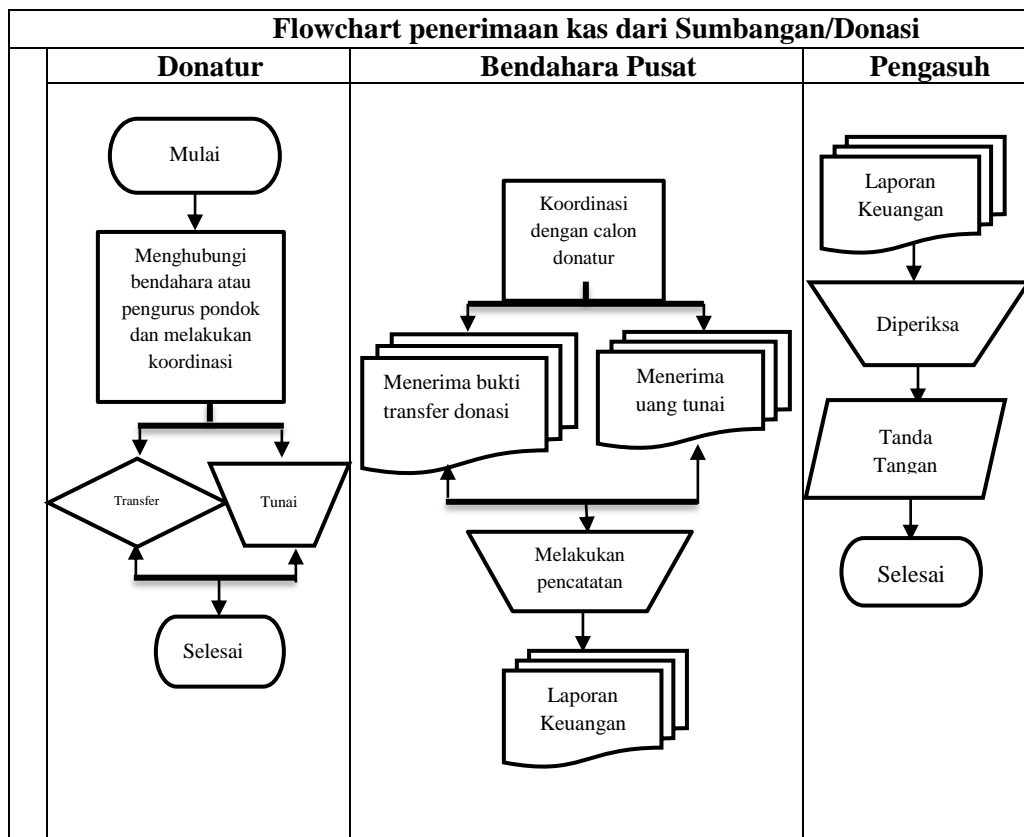 Flowchart penerimaan kas dari Sumbangan/Donasi
Donatur
Bendahara Pusat
Pengasuh
Mulai
Menghubungi
bendahara atau
pengurus pondok
dan melakukan
koordinasi
Transfer
Tunai
Selesai
Koordinasi
dengan calon
donatur
Menerima bukti
transfer donasi
Menerima
uang tunai
Melakukan
pencatatan
Laporan
Keuangan
Laporan
Keuangan
Diperiksa
Tanda
Tangan
Selesai